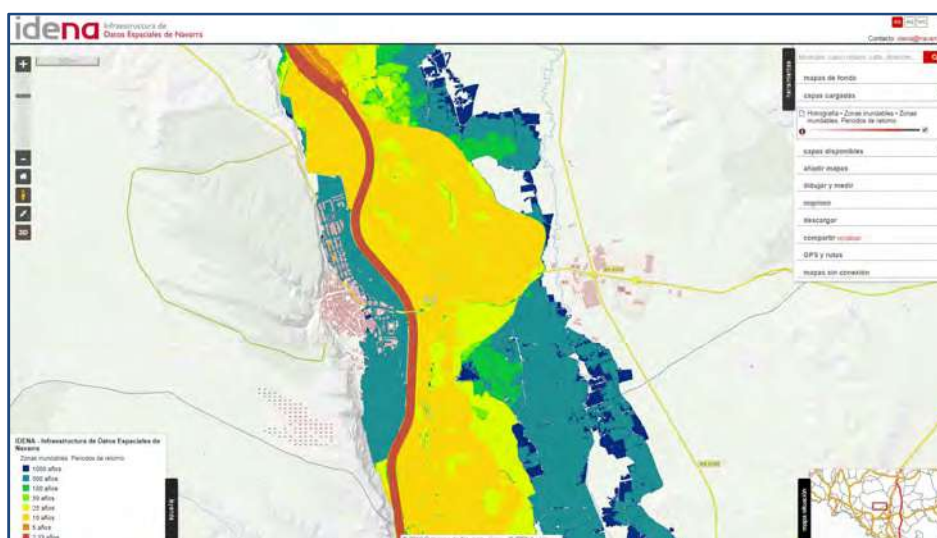 idena
Infraestructura de
Datos Espaciales de Navarra
mapas de fondo
capas cargadas
Hidrografía • Zonas inundables • Zonas
inundables. Periodos de retorno
capas disponibles
añadir mapas
dibujar y medir
imprimir
descargar
compartir
GPS y rutas
mapas sin conexión
herramientas
3D
IDENA - Infraestructura de Datos Espaciales de
Navarra
Zonas inundables. Periodos de retorno
1000 años
500 años
100 años
50 años
25 años
10 años
5 años
2.33 años
leyenda
mapa situación